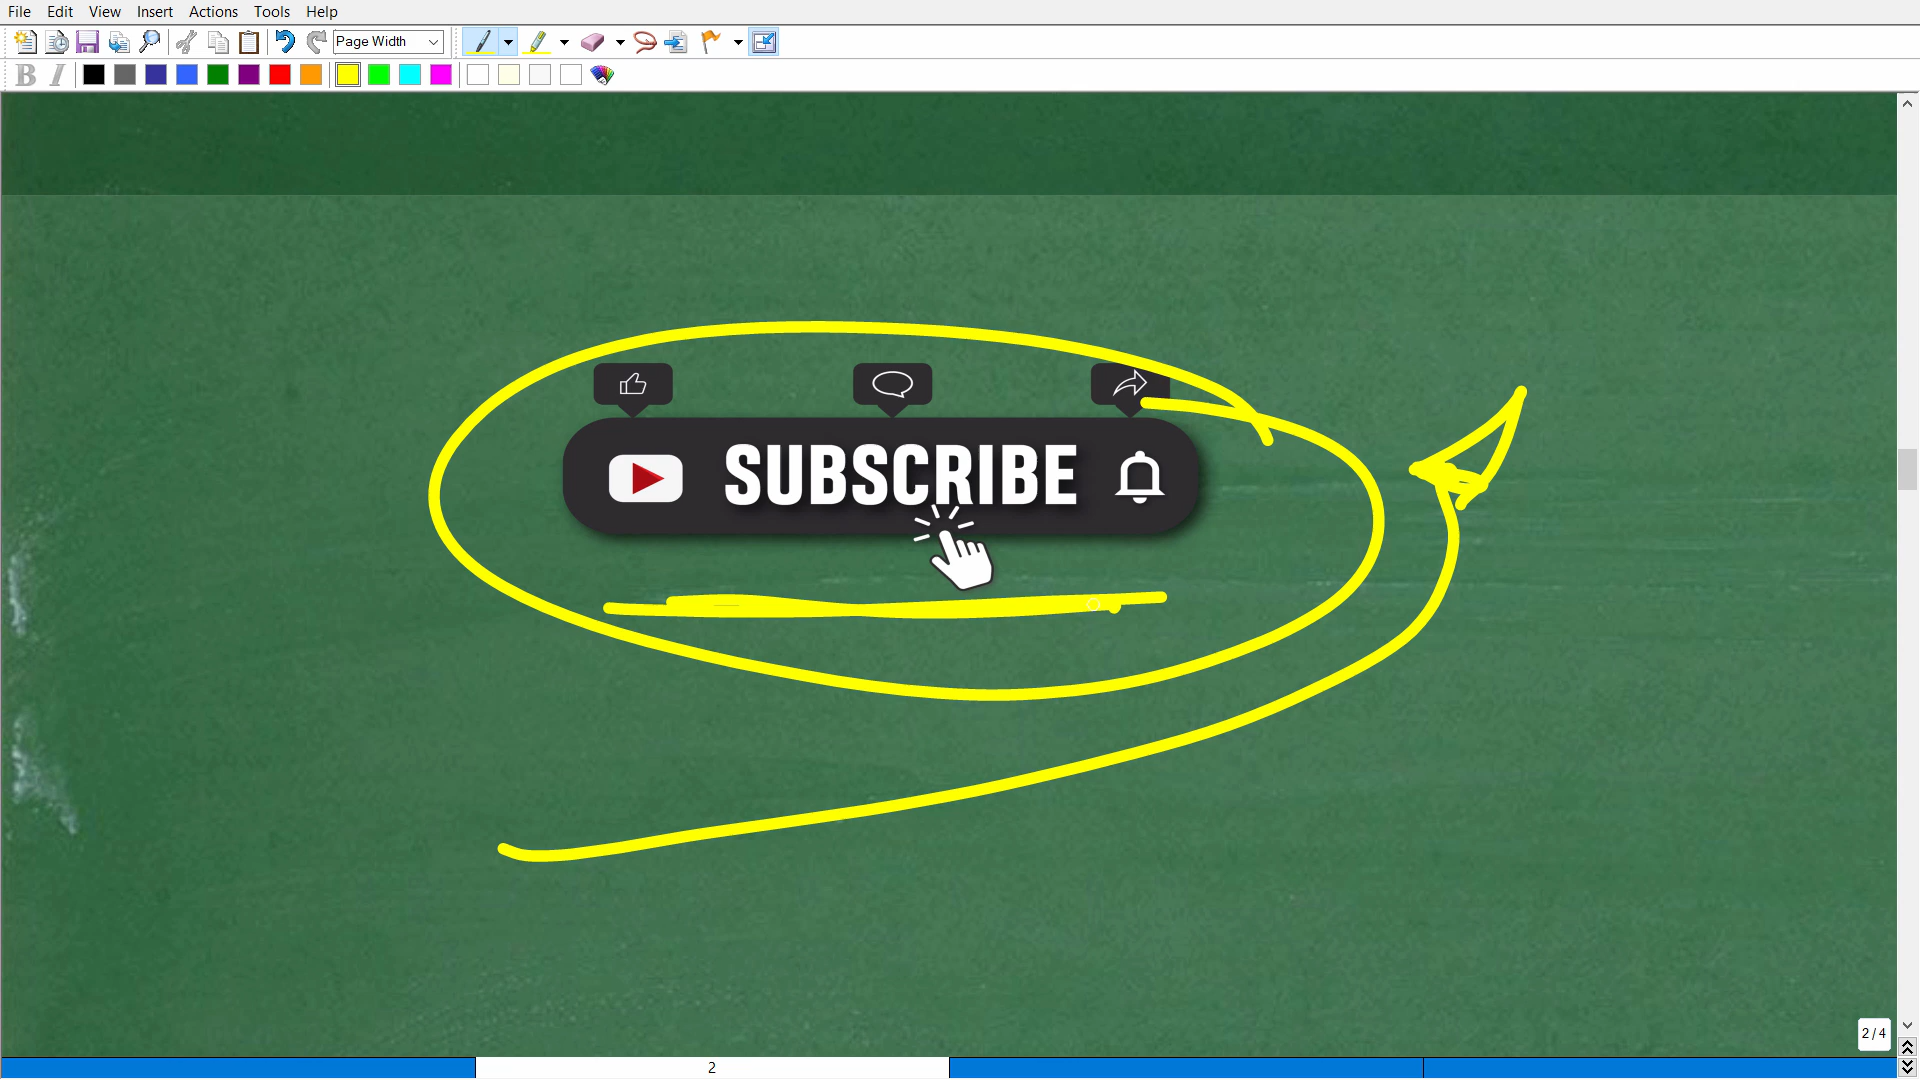 File Edit View Insert Actions Tools Help
Page Width
B I
SUBSCRIBE
2 / 4
2